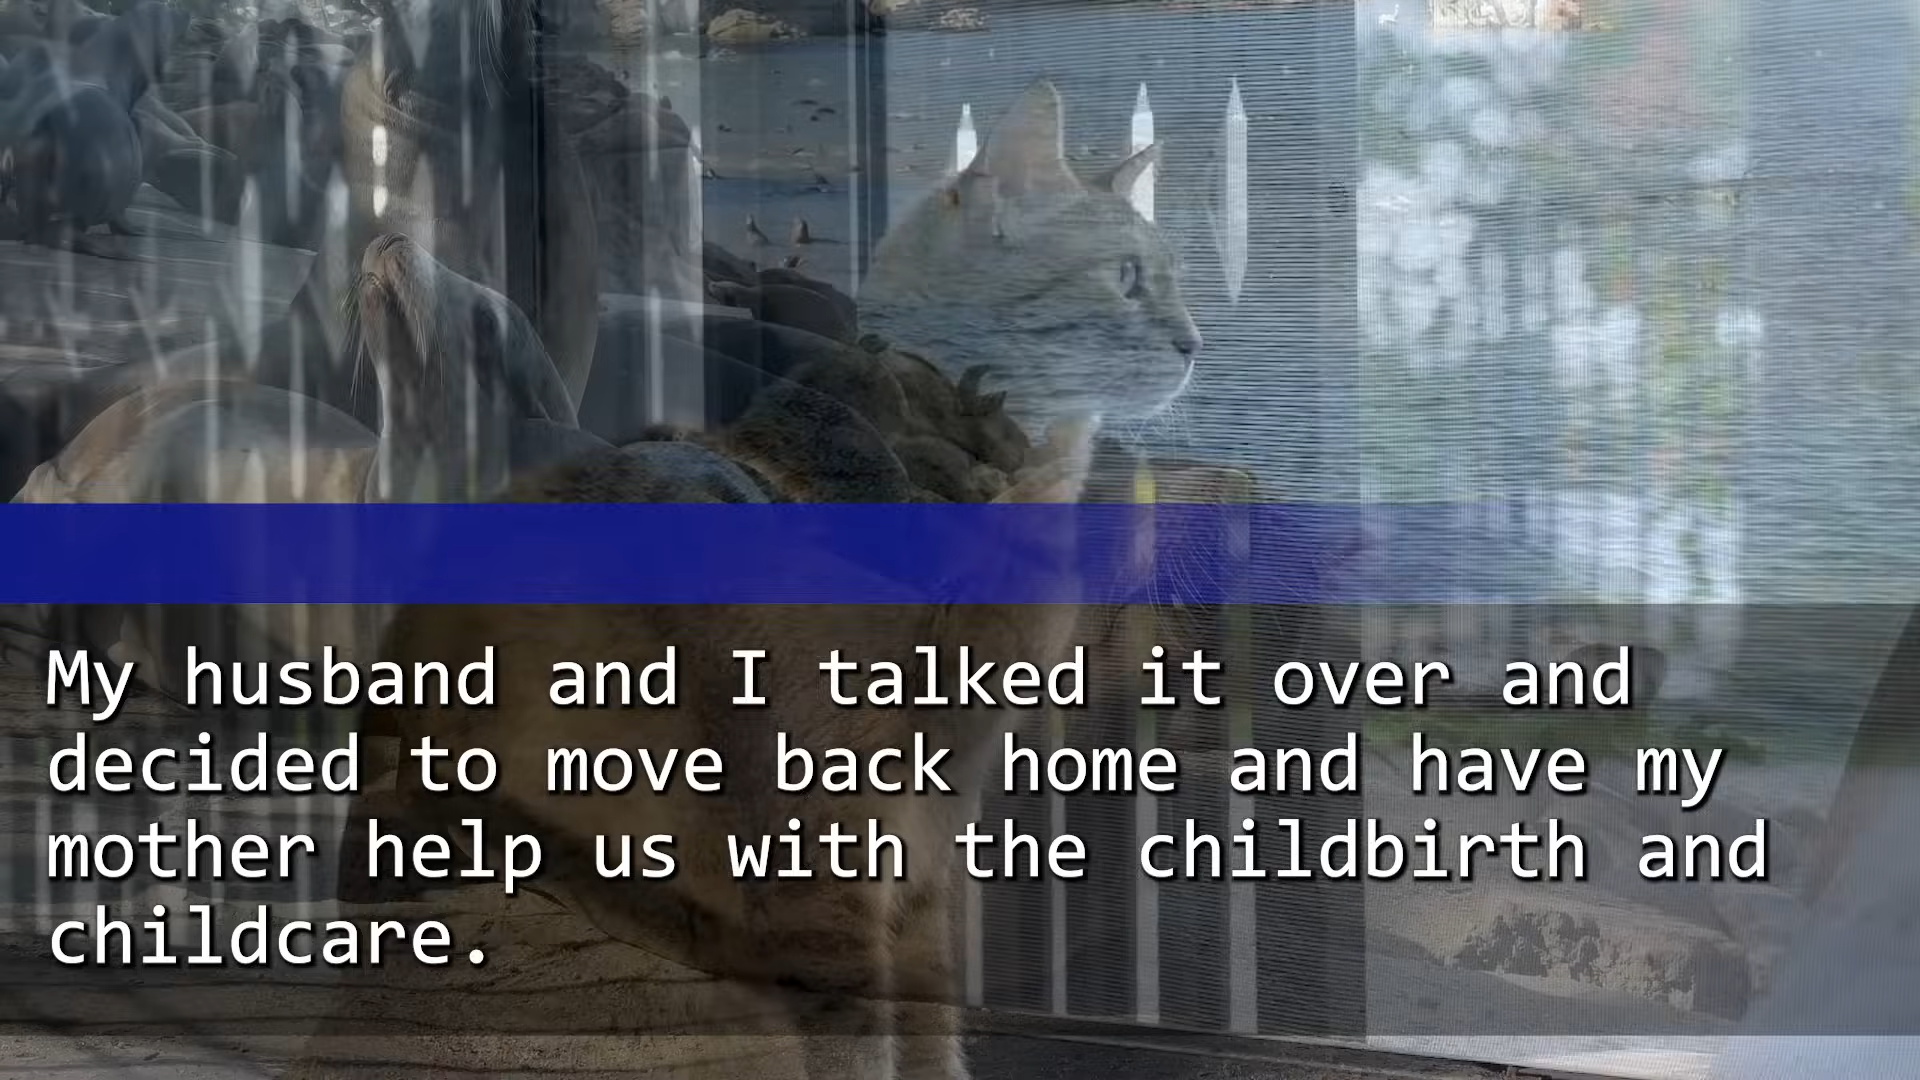 My husband and I talked it over and
decided to move back home and have my
mother help us with the childbirth and
childcare.